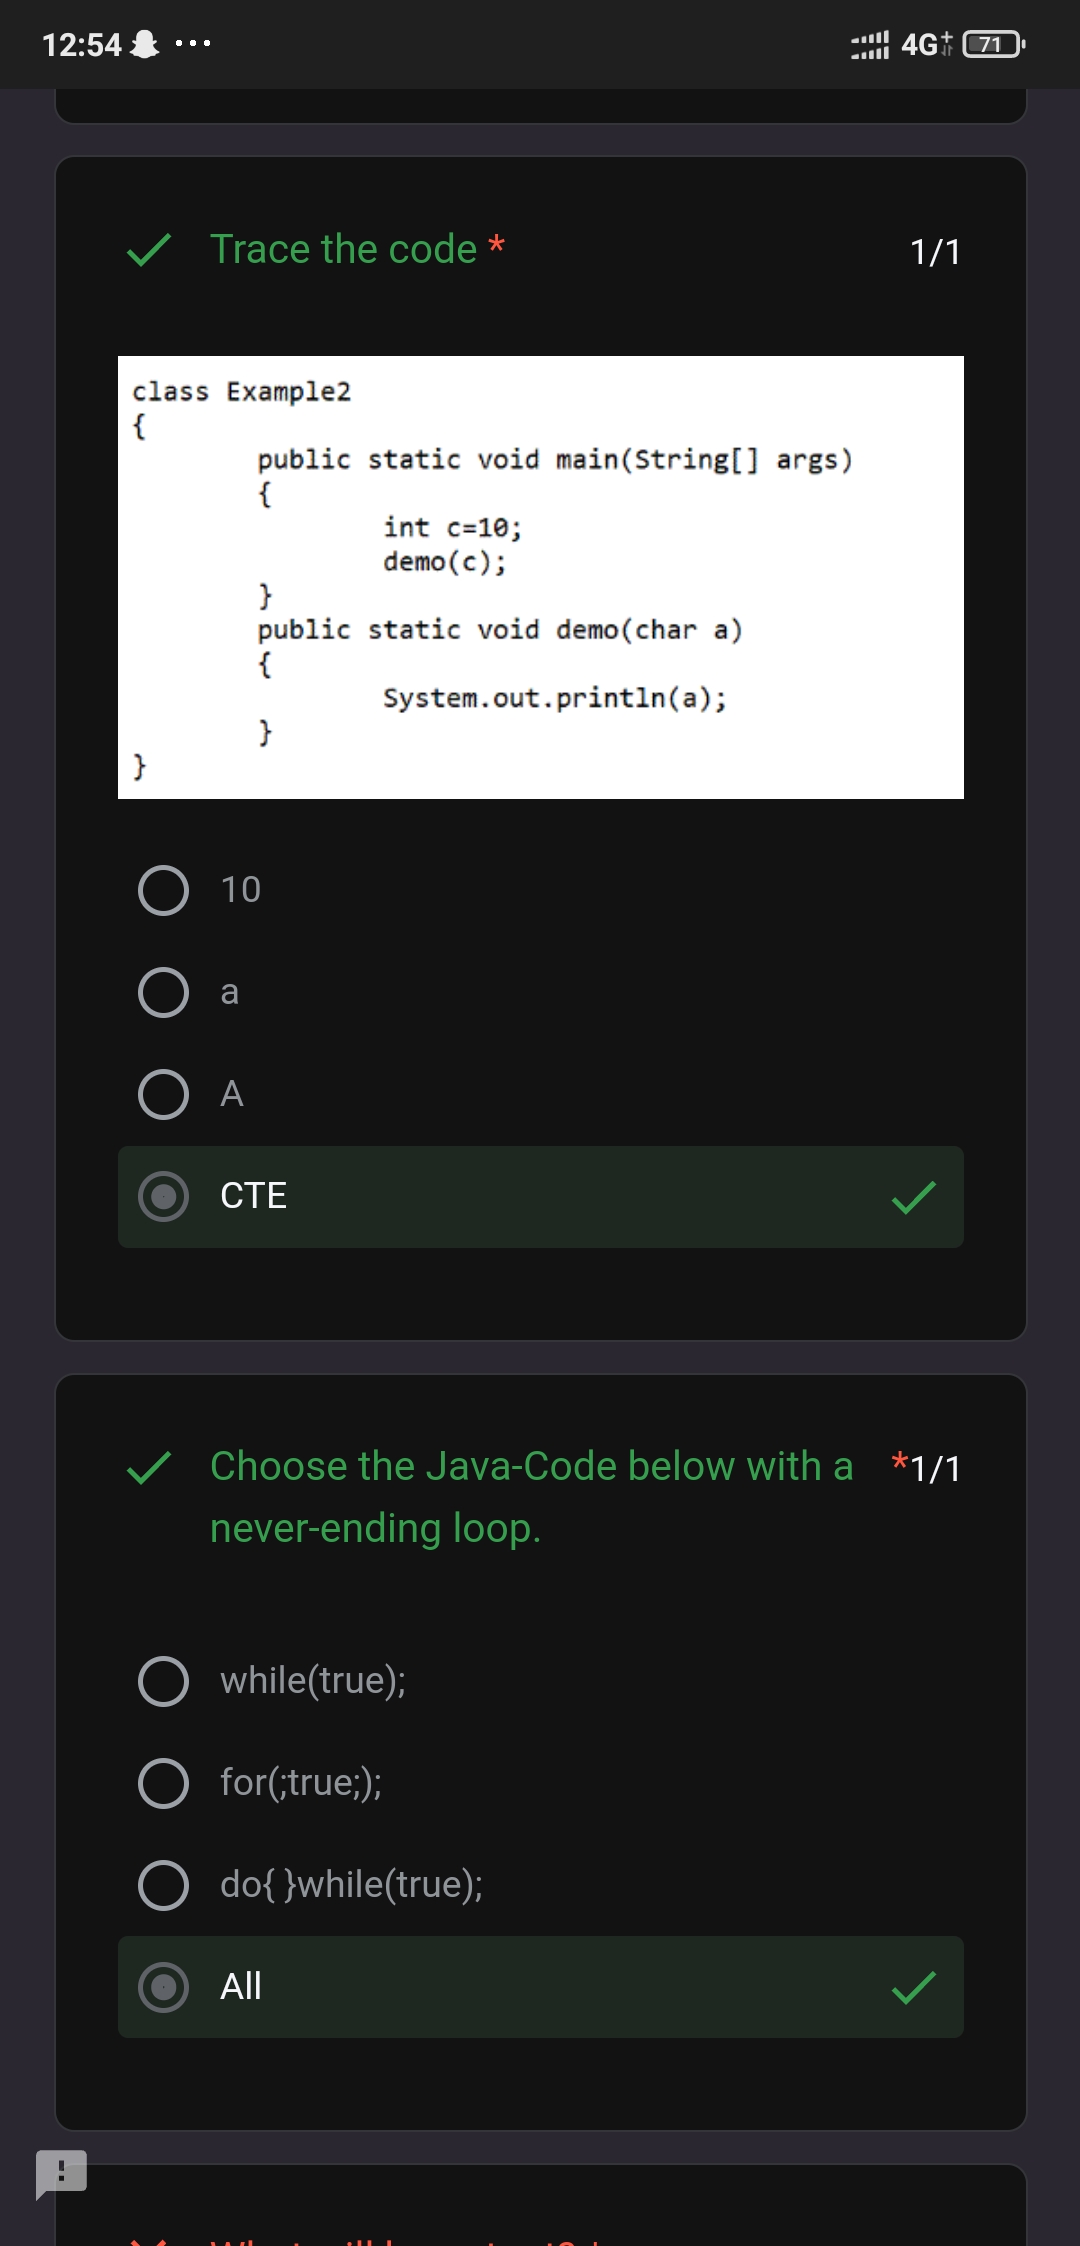 12:54
4G+
71
Trace the code *
1/1
class Example2
{
public static void main(String[] args)
{
int c=10;
demo(c);
}
public static void demo(char a)
{
System.out.println(a);
}
}
10
a
A
CTE
Choose the Java-Code below with a *1/1
never-ending loop.
while(true);
for(;true;);
do{ }while(true);
All